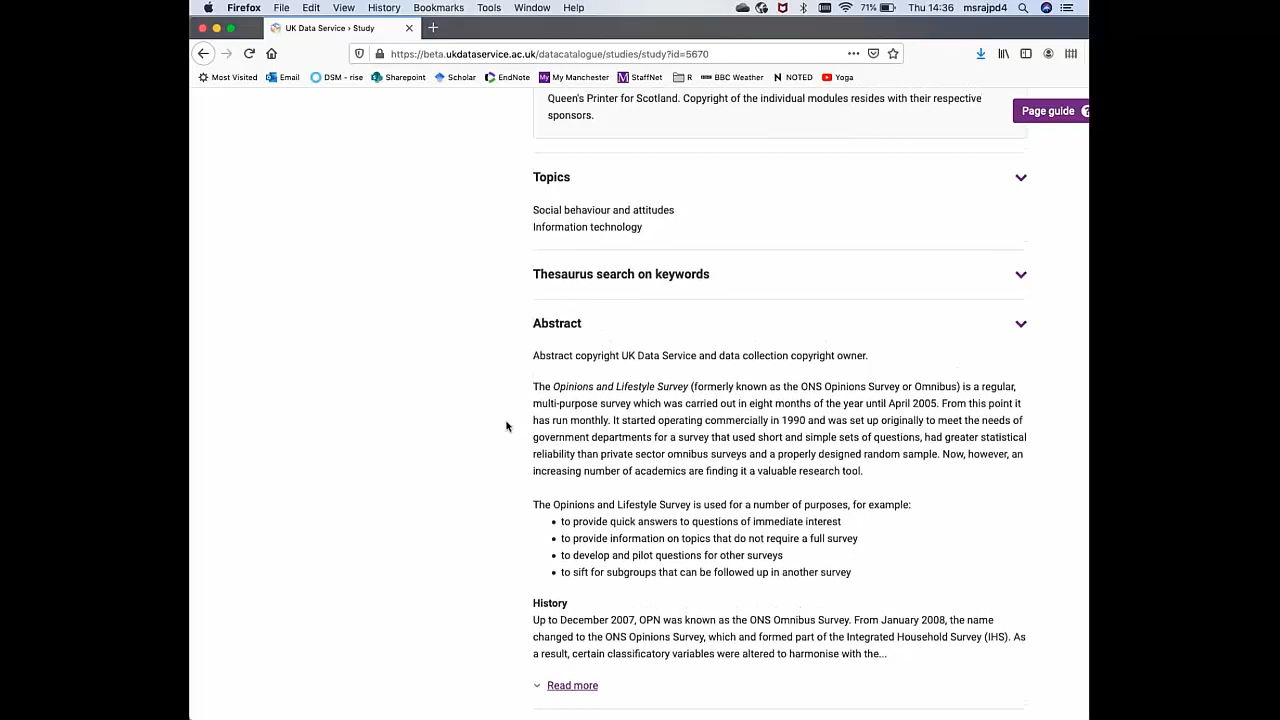 Firefox File Edit View History Bookmarks Tools Window Help 71% Thu 14:36 msrajpd4
UK Data Service › Study
https://beta.ukdataservice.ac.uk/datacatalogue/studies/study?id=5670
Most Visited Email DSM - rise Sharepoint Scholar EndNote My Manchester StaffNet R BBC Weather NOTED Yoga
Queen's Printer for Scotland. Copyright of the individual modules resides with their respective
sponsors.
Page guide
Topics
Social behaviour and attitudes
Information technology
Thesaurus search on keywords
Abstract
Abstract copyright UK Data Service and data collection copyright owner.
The Opinions and Lifestyle Survey (formerly known as the ONS Opinions Survey or Omnibus) is a regular,
multi-purpose survey which was carried out in eight months of the year until April 2005. From this point it
has run monthly. It started operating commercially in 1990 and was set up originally to meet the needs of
government departments for a survey that used short and simple sets of questions, had greater statistical
reliability than private sector omnibus surveys and a properly designed random sample. Now, however, an
increasing number of academics are finding it a valuable research tool.
The Opinions and Lifestyle Survey is used for a number of purposes, for example:
• to provide quick answers to questions of immediate interest
• to provide information on topics that do not require a full survey
• to develop and pilot questions for other surveys
• to sift for subgroups that can be followed up in another survey
History
Up to December 2007, OPN was known as the ONS Omnibus Survey. From January 2008, the name
changed to the ONS Opinions Survey, which and formed part of the Integrated Household Survey (IHS). As
a result, certain classificatory variables were altered to harmonise with the...
Read more